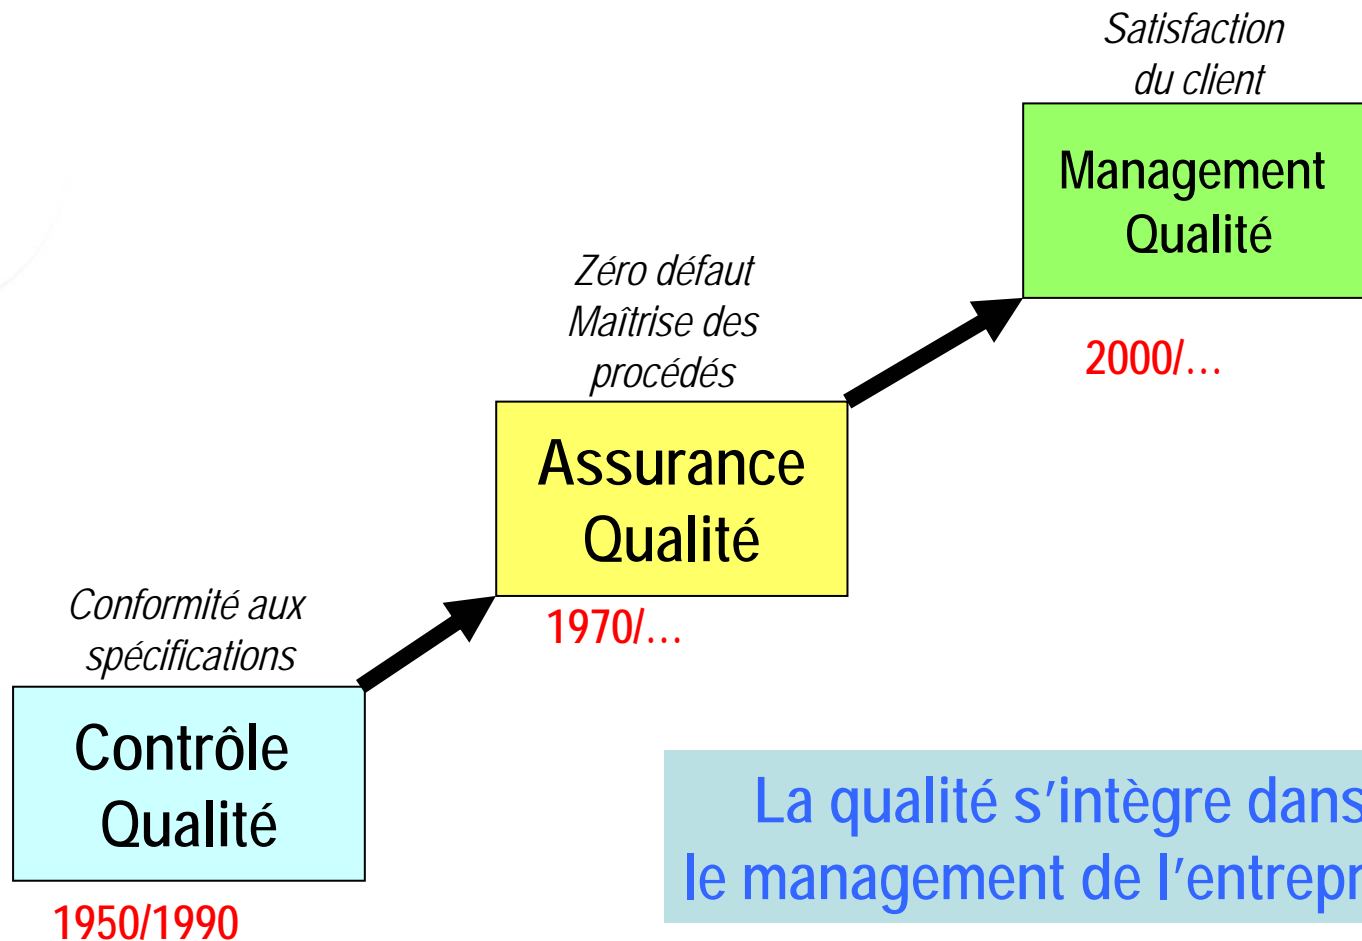 Satisfaction
du client
Management
Qualité
2000/…
Zéro défaut
Maîtrise des
procédés
Assurance
Qualité
1970/…
Conformité aux
spécifications
Contrôle
Qualité
1950/1990
La qualité s’intègre dans
le management de l’entrepr